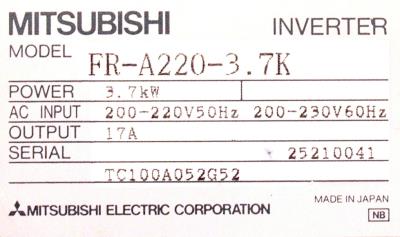 MITSUBISHI INVERTER
MODEL FR-A220-3.7K
POWER 3.7kW
AC INPUT 200-220V50Hz 200-230V60Hz
OUTPUT 17A
SERIAL 25210041
TC100A052G52
MITSUBISHI ELECTRIC CORPORATION MADE IN JAPAN
NB